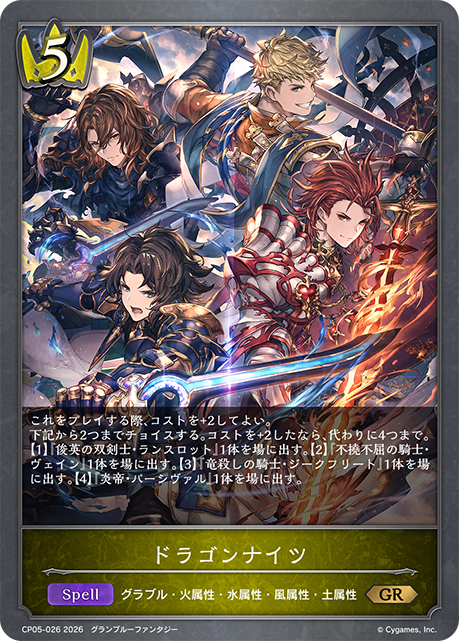 5
これをプレイする際、コストを+2してよい。
下記から2つまでチョイスする。コストを+2したなら、代わりに4つまで。
【1】『俊英の双剣士・ランスロット』1体を場に出す。【2】『不撓不屈の騎士・
ヴェイン』1体を場に出す。【3】『竜殺しの騎士・ジークフリート』1体を場
に出す。【4】『炎帝・パーシヴァル』1体を場に出す。
ドラゴンナイツ
Spell グラブル・火属性・水属性・風属性・土属性 GR
CP05-026 2026 グランブルーファンタジー © Cygames, Inc.